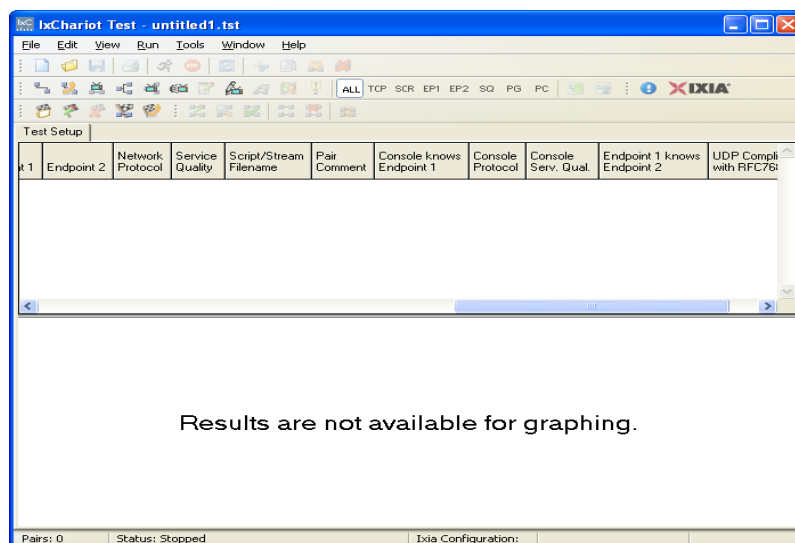 IxC IxChariot Test - untitled1.tst
File Edit View Run Tools Window Help
ALL TCP SCR EP1 EP2 SQ PG PC IXIA
Test Setup
t 1 Endpoint 2 Network Protocol Service Quality Script/Stream Filename Pair Comment Console knows Endpoint 1 Console Protocol Console Serv. Qual. Endpoint 1 knows Endpoint 2 UDP Compli with RFC768
Results are not available for graphing.
Pairs: 0 Status: Stopped Ixia Configuration: